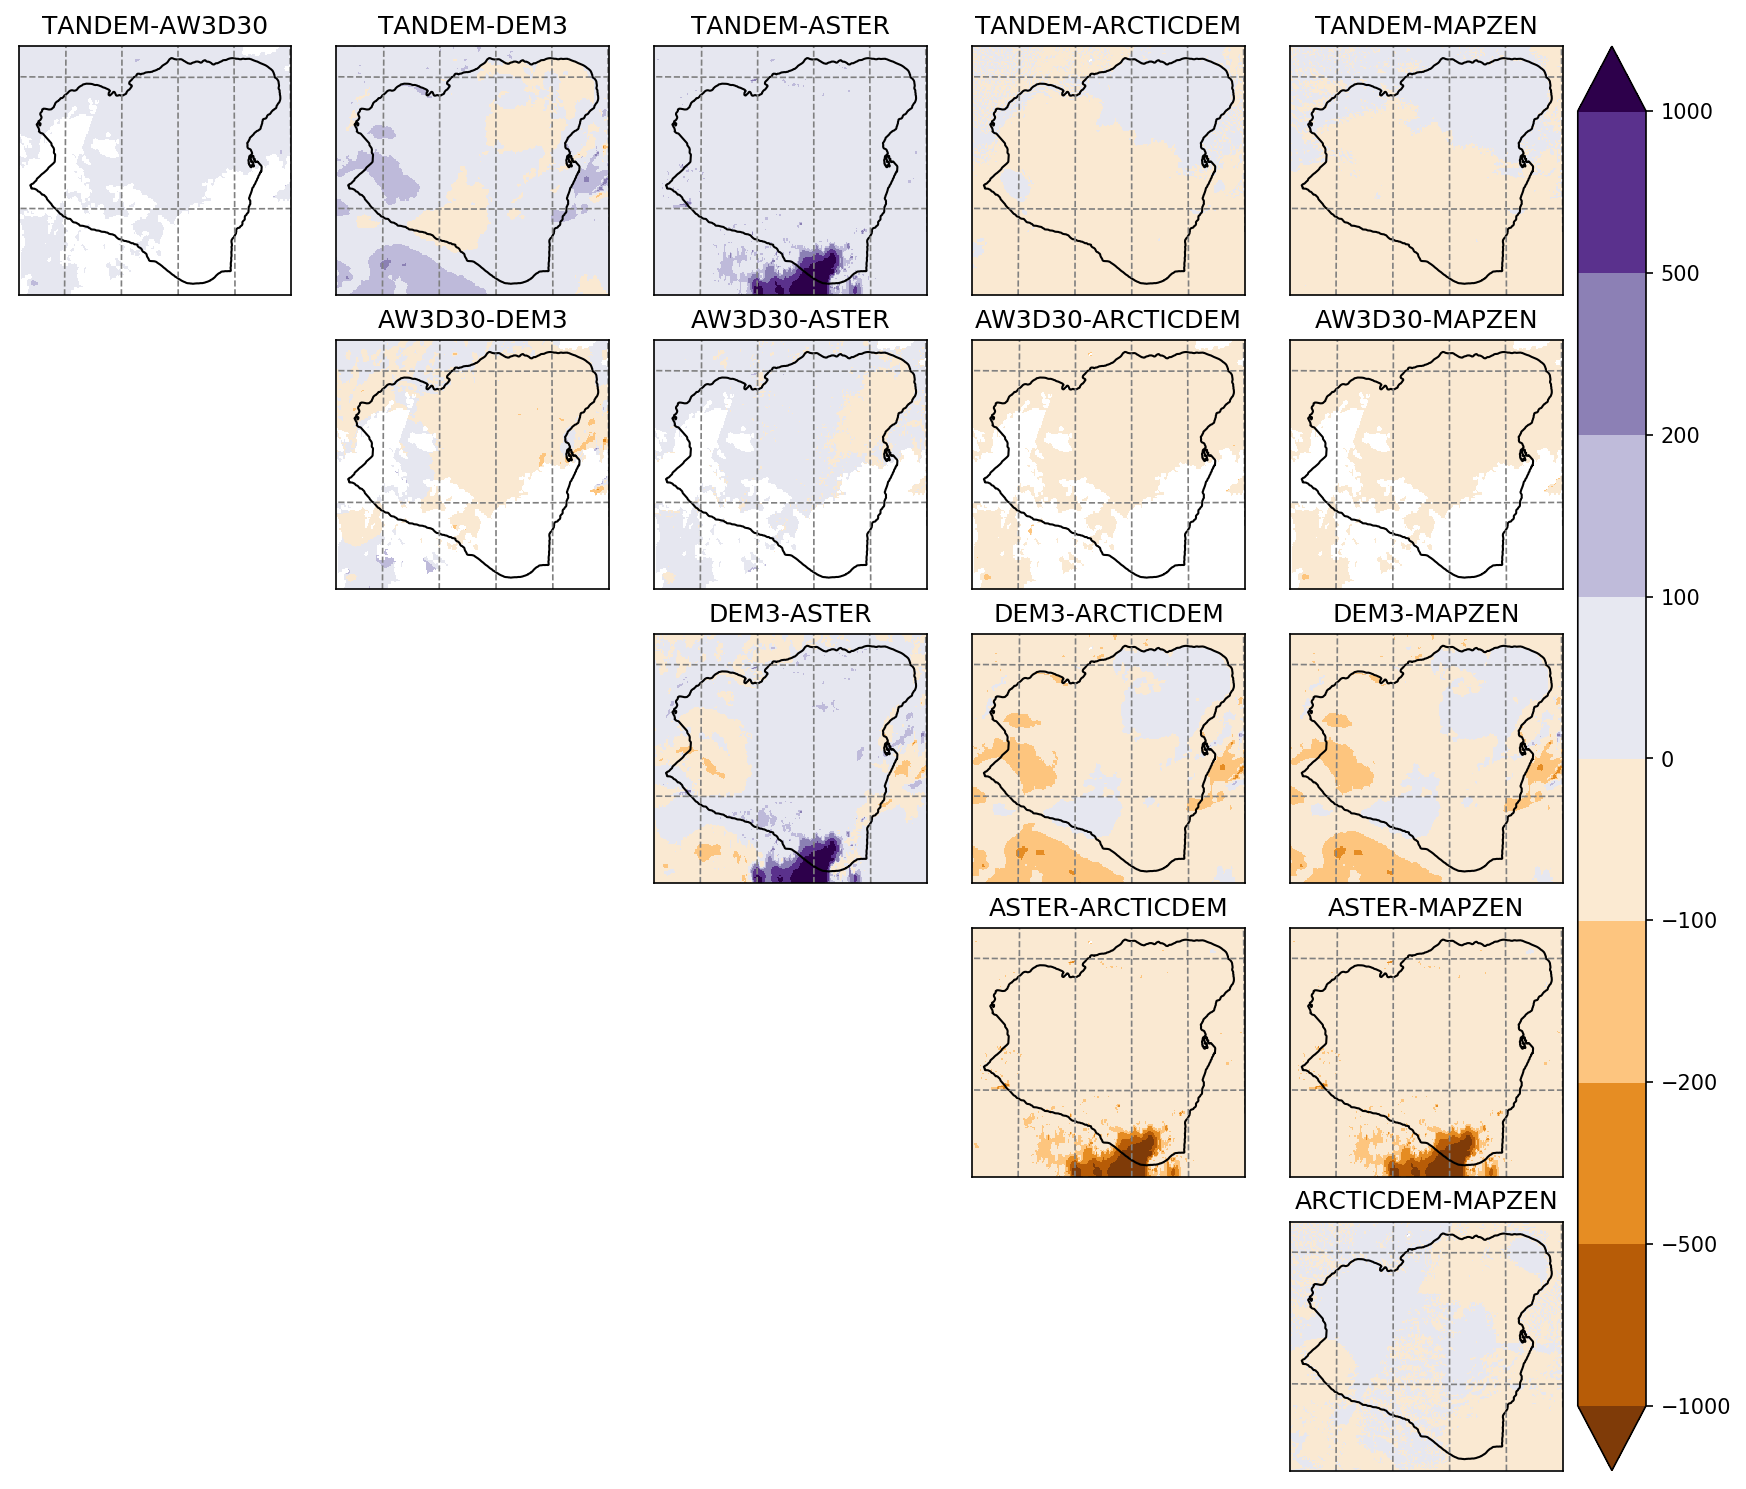 TANDEM-AW3D30
TANDEM-DEM3
TANDEM-ASTER
TANDEM-ARCTICDEM
TANDEM-MAPZEN
AW3D30-DEM3
AW3D30-ASTER
AW3D30-ARCTICDEM
AW3D30-MAPZEN
DEM3-ASTER
DEM3-ARCTICDEM
DEM3-MAPZEN
ASTER-ARCTICDEM
ASTER-MAPZEN
ARCTICDEM-MAPZEN
1000
500
200
100
0
−100
−200
−500
−1000